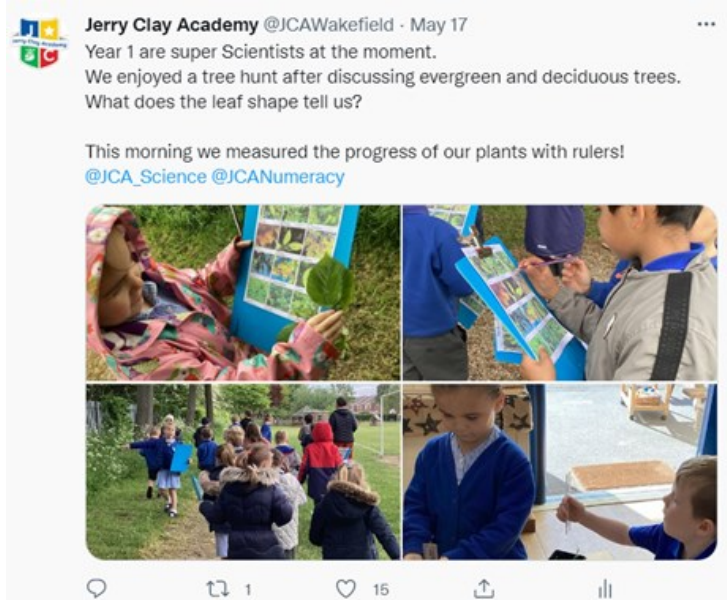 Jerry Clay Academy @JCAWakefield · May 17
Year 1 are super Scientists at the moment.
We enjoyed a tree hunt after discussing evergreen and deciduous trees.
What does the leaf shape tell us?
This morning we measured the progress of our plants with rulers!
@JCA_Science @JCANumeracy
1
15